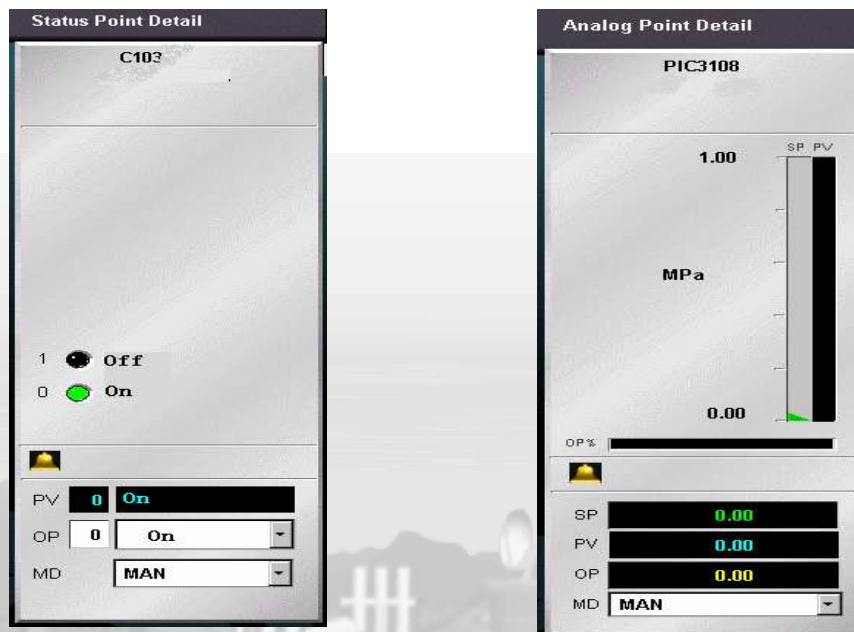 Status Point Detail
C103
1 Off
0 On
PV 0 On
OP 0 On
MD MAN
Analog Point Detail
PIC3108
SP PV
1.00
MPa
0.00
OP%
SP 0.00
PV 0.00
OP 0.00
MD MAN